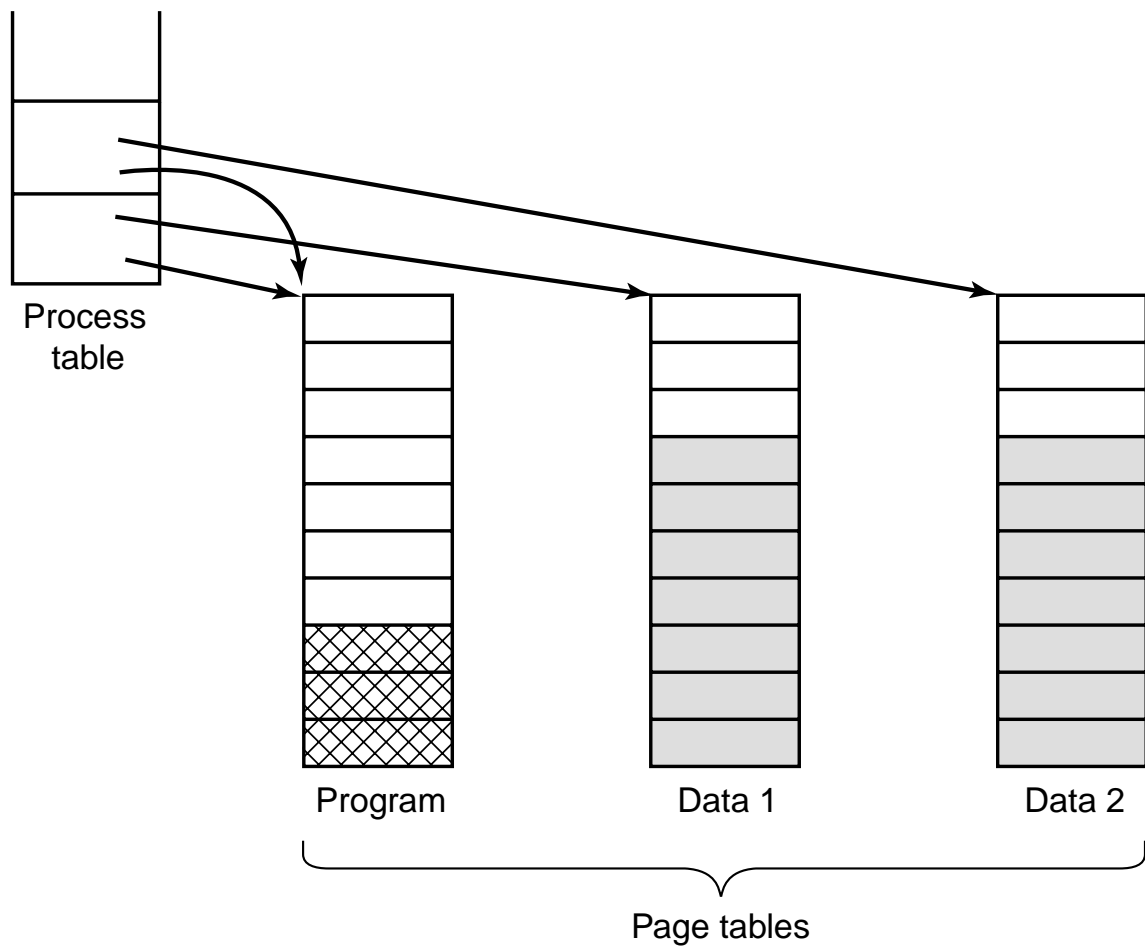 Process
table
Program
Data 1
Data 2
Page tables